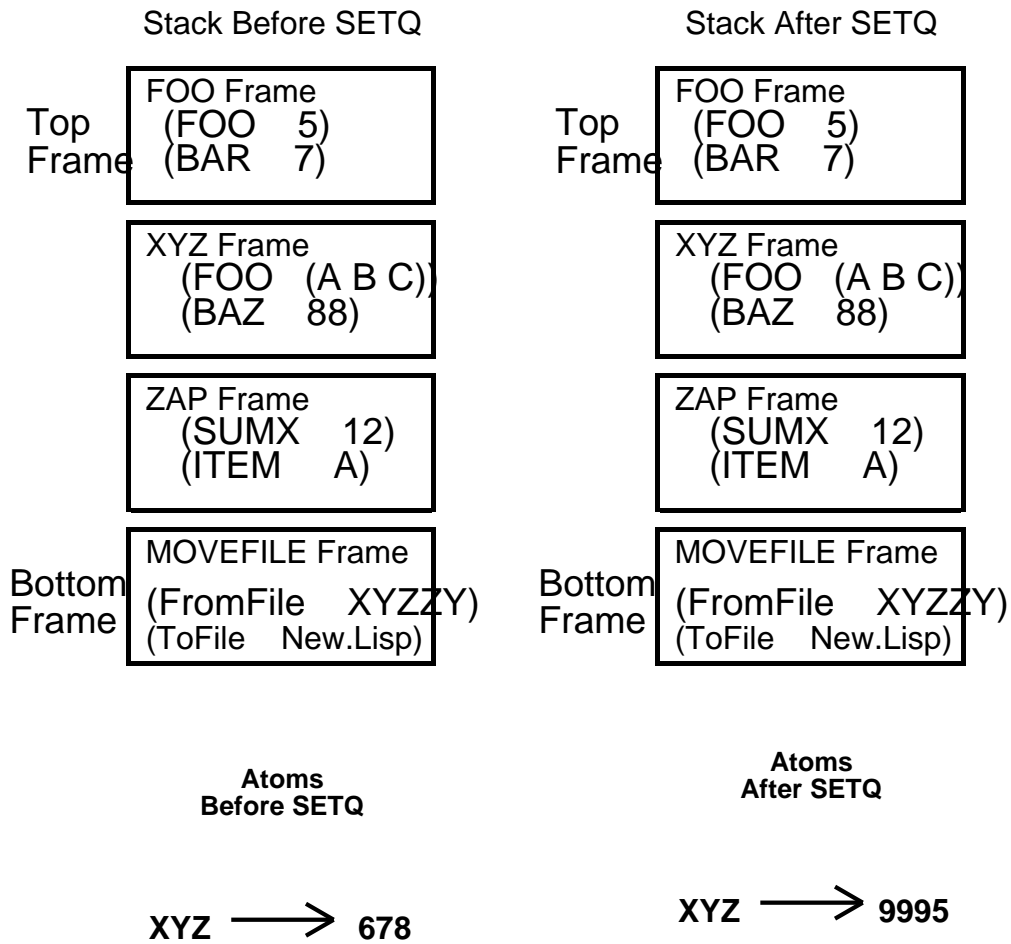 Stack Before SETQ
FOO Frame
(FOO 5)
(BAR 7)
Top
Frame
XYZ Frame
(FOO (A B C))
(BAZ 88)
ZAP Frame
(SUMX 12)
(ITEM A)
MOVEFILE Frame
(FromFile XYZZY)
(ToFile New.Lisp)
Bottom
Frame
Atoms
Before SETQ
XYZ 678
Stack After SETQ
FOO Frame
(FOO 5)
(BAR 7)
Top
Frame
XYZ Frame
(FOO (A B C))
(BAZ 88)
ZAP Frame
(SUMX 12)
(ITEM A)
MOVEFILE Frame
(FromFile XYZZY)
(ToFile New.Lisp)
Bottom
Frame
Atoms
After SETQ
XYZ 9995